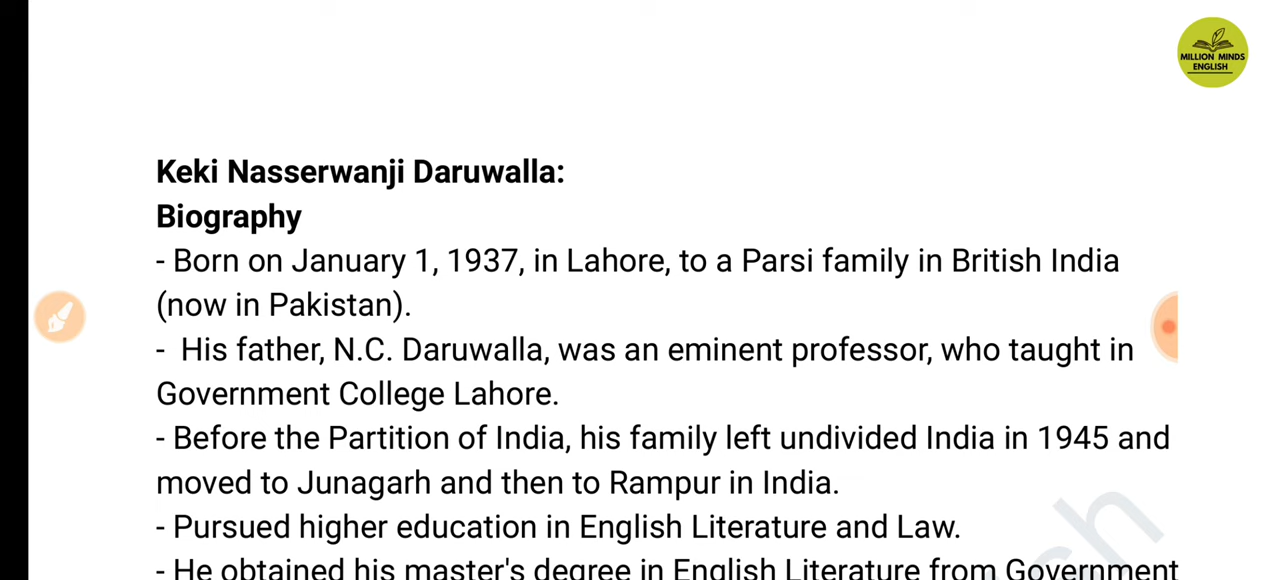 MILLION MINDS
ENGLISH
Keki Nasserwanji Daruwalla:
Biography
- Born on January 1, 1937, in Lahore, to a Parsi family in British India
(now in Pakistan).
- His father, N.C. Daruwalla, was an eminent professor, who taught in
Government College Lahore.
- Before the Partition of India, his family left undivided India in 1945 and
moved to Junagarh and then to Rampur in India.
- Pursued higher education in English Literature and Law.
- He obtained his master's degree in English Literature from Government
sh